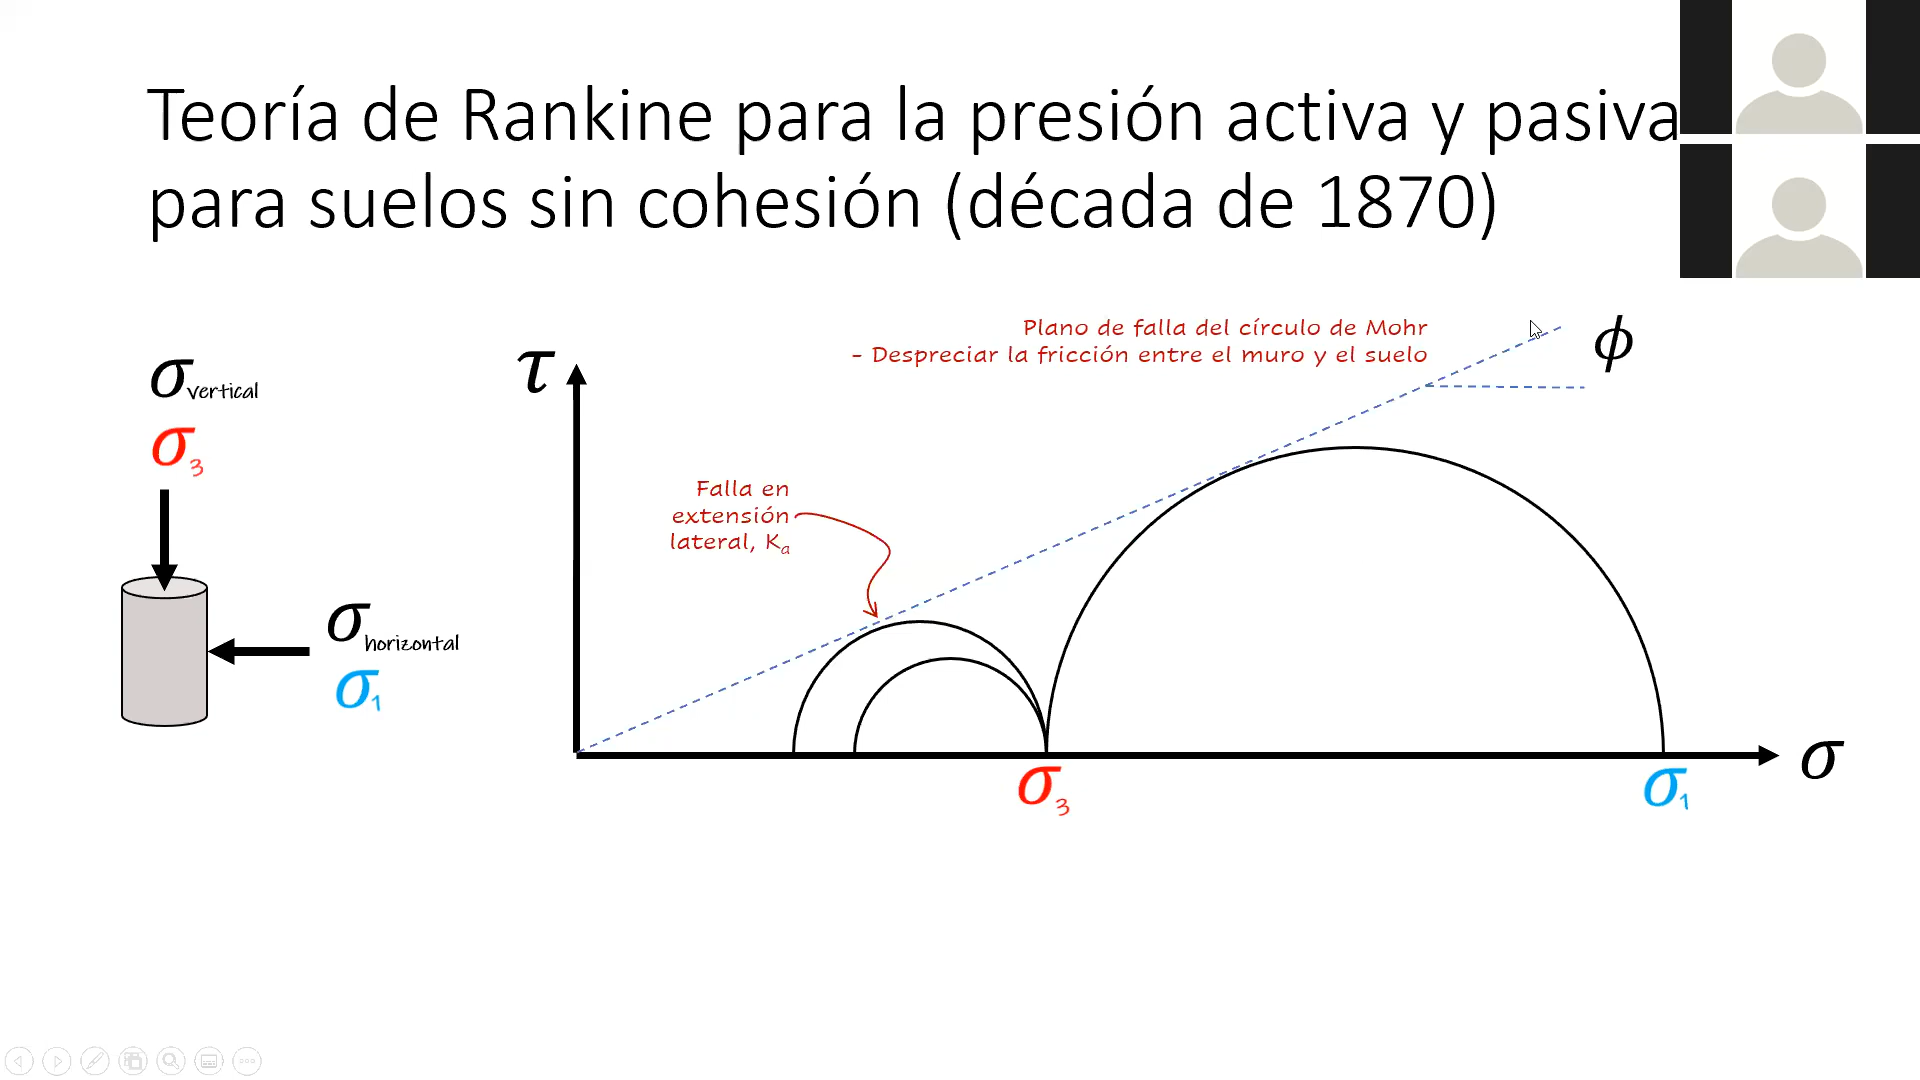 Teoría de Rankine para la presión activa y pasiva
para suelos sin cohesión (década de 1870)
σvertical
σ3
σhorizontal
σ1
τ
Plano de falla del círculo de Mohr
- Despreciar la fricción entre el muro y el suelo
ϕ
Falla en
extensión
lateral, Ka
σ3
σ1
σ